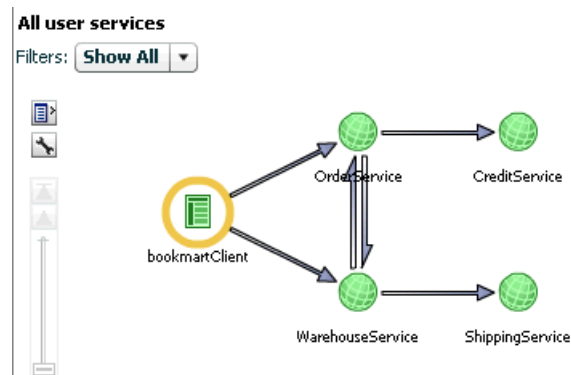 All user services
Filters: Show All
OrderService
CreditService
bookmartClient
WarehouseService
ShippingService